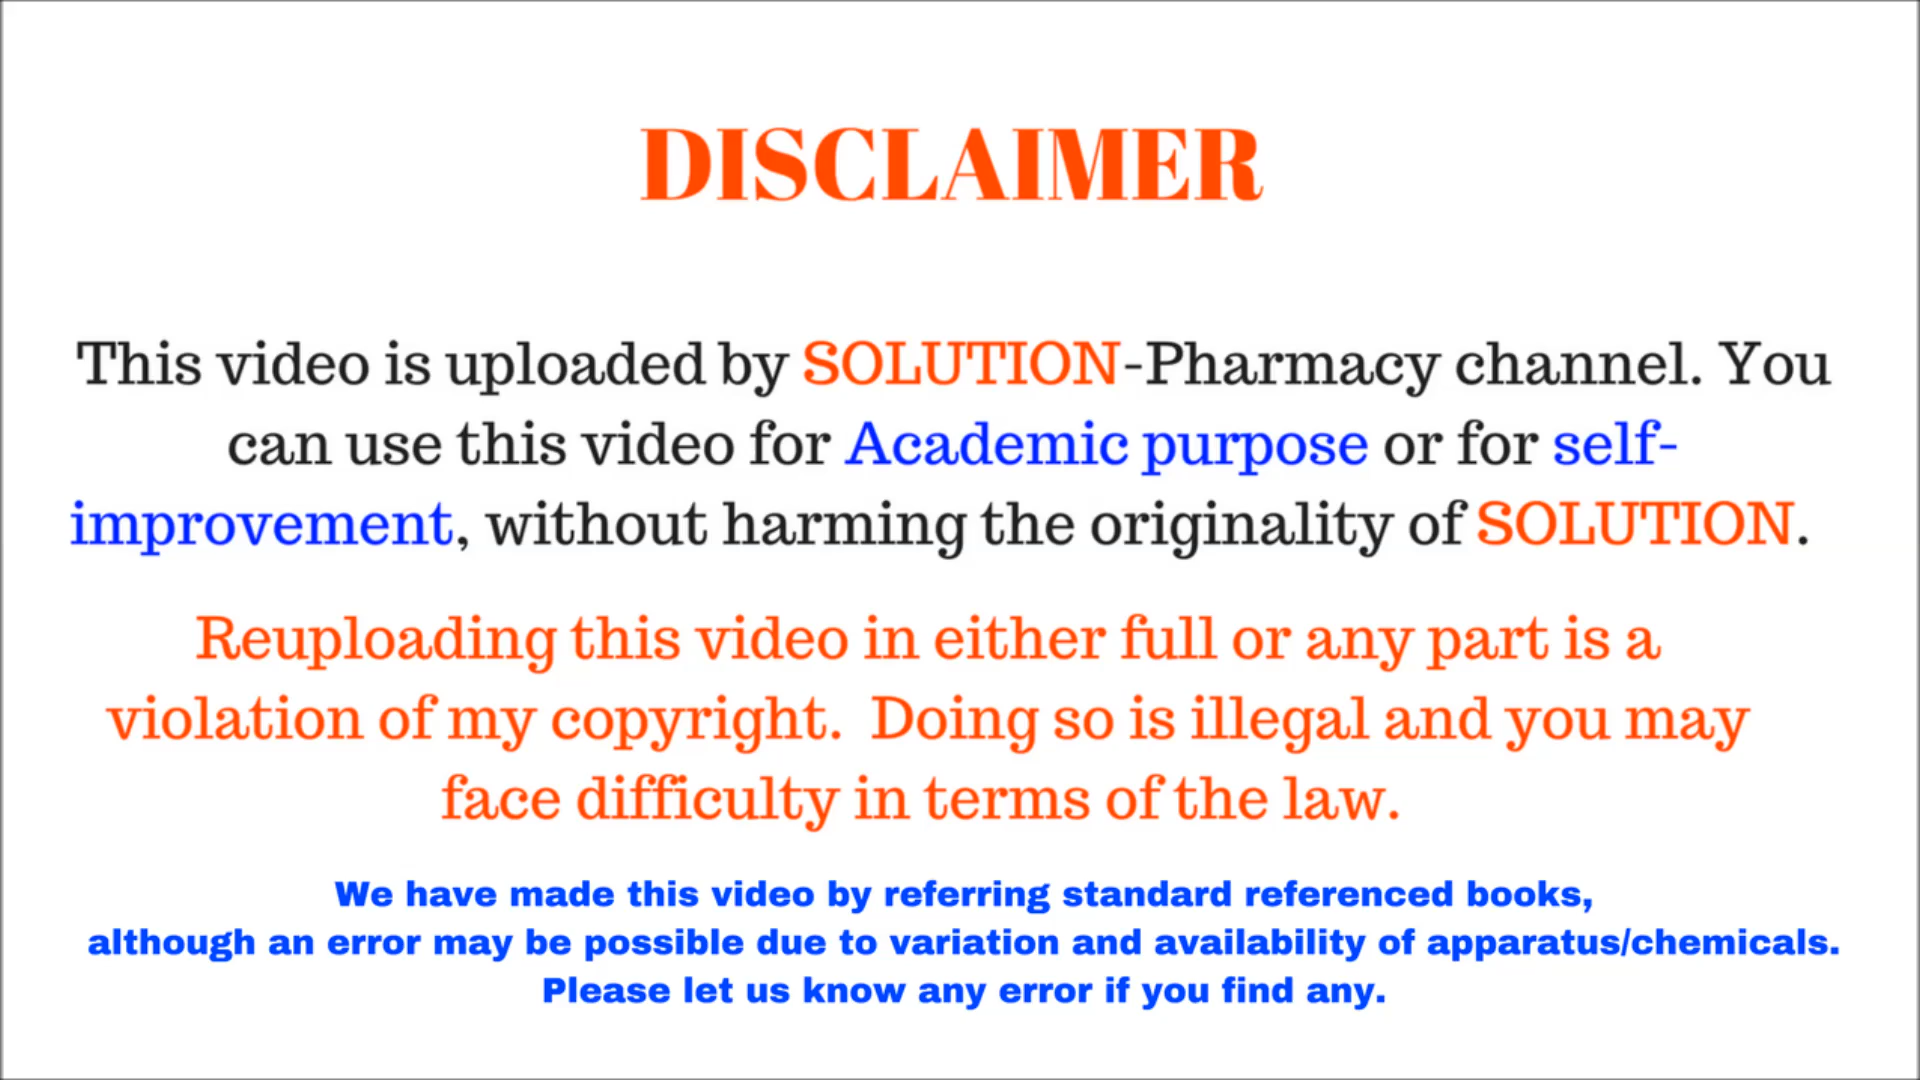 DISCLAIMER
This video is uploaded by SOLUTION-Pharmacy channel. You
can use this video for Academic purpose or for self-
improvement, without harming the originality of SOLUTION.
Reuploading this video in either full or any part is a
violation of my copyright. Doing so is illegal and you may
face difficulty in terms of the law.
We have made this video by referring standard referenced books,
although an error may be possible due to variation and availability of apparatus/chemicals.
Please let us know any error if you find any.